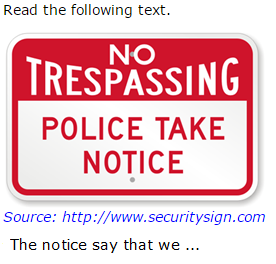 Read the following text.
NO
TRESPASSING
POLICE TAKE
NOTICE
Source: http://www.securitysign.com
The notice say that we ...